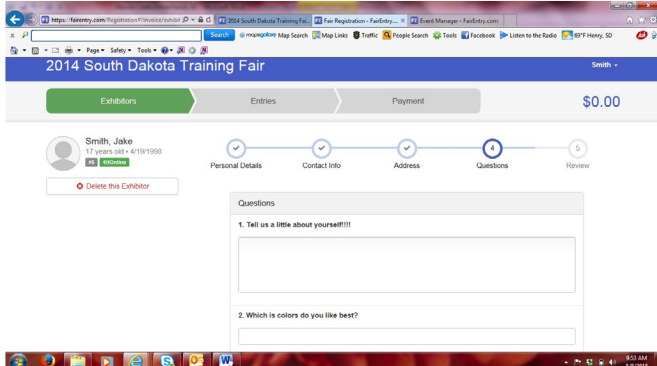 https://fairentry.com/Registration#/Invoice/exhibit
2014 South Dakota Training Fai...
Fair Registration - FairEntry....
Event Manager - FairEntry.com
Search
mapsgalaxy Map Search
Map Links
Traffic
People Search
Tools
Facebook
Listen to the Radio
69°F Henry, SD
Page
Safety
Tools
2014 South Dakota Training Fair
Smith
Exhibitors
Entries
Payment
$0.00
Smith, Jake
17 years old • 4/19/1998
#6
4HOnline
Delete this Exhibitor
4
5
Personal Details
Contact Info
Address
Questions
Review
Questions
1. Tell us a little about yourself!!!!
2. Which is colors do you like best?
9:53 AM